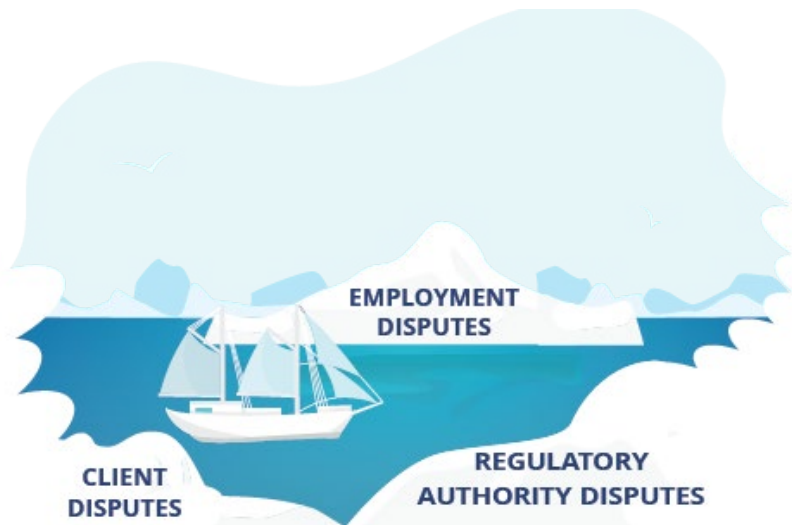 EMPLOYMENT
DISPUTES
CLIENT
DISPUTES
REGULATORY
AUTHORITY DISPUTES